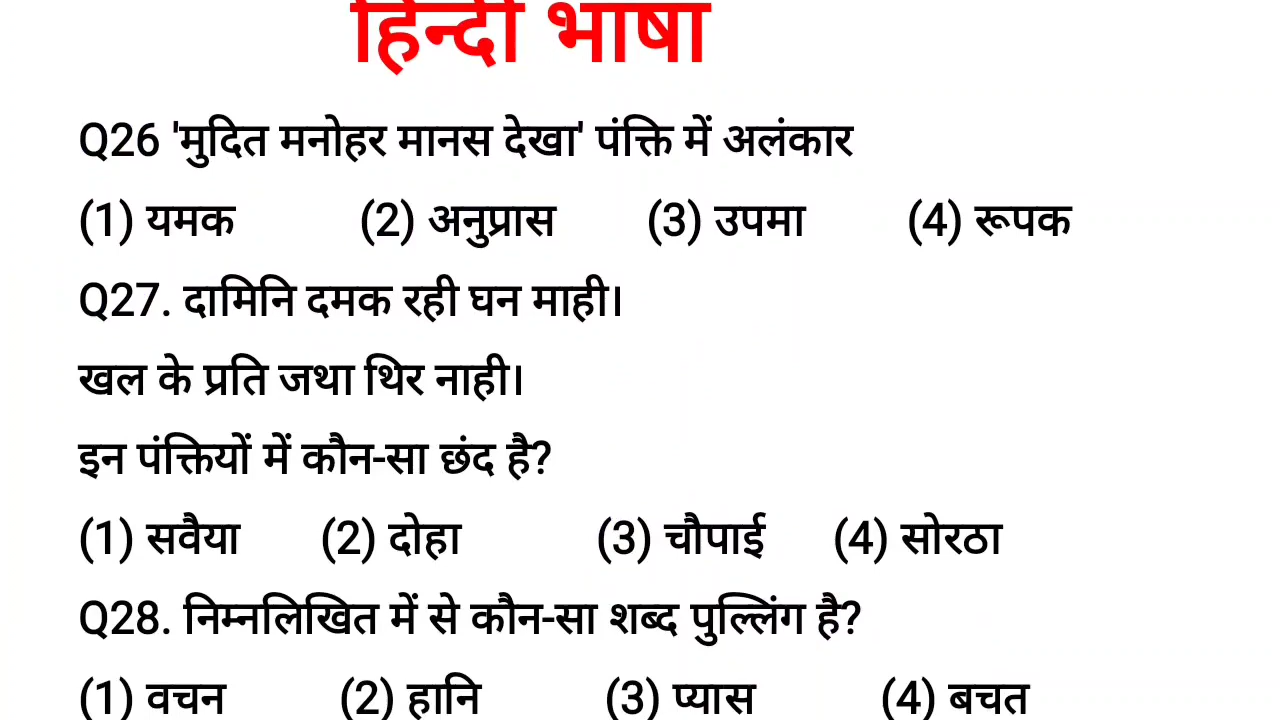 हिन्दी भाषा
Q26 'मुदित मनोहर मानस देखा' पंक्ति में अलंकार
(1) यमक (2) अनुप्रास (3) उपमा (4) रूपक
Q27. दामिनि दमक रही घन माही।
खल के प्रति जथा थिर नाही।
इन पंक्तियों में कौन-सा छंद है?
(1) सवैया (2) दोहा (3) चौपाई (4) सोरठा
Q28. निम्नलिखित में से कौन-सा शब्द पुल्लिंग है?
(1) वचन (2) हानि (3) प्यास (4) बचत